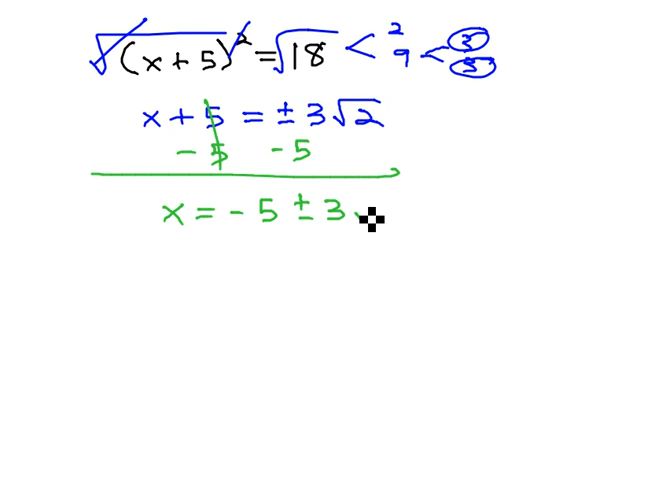 √(x + 5)² = √18 < 2 9 < 3 3
x + 5 = ± 3√2
- 5 - 5
x = - 5 ± 3